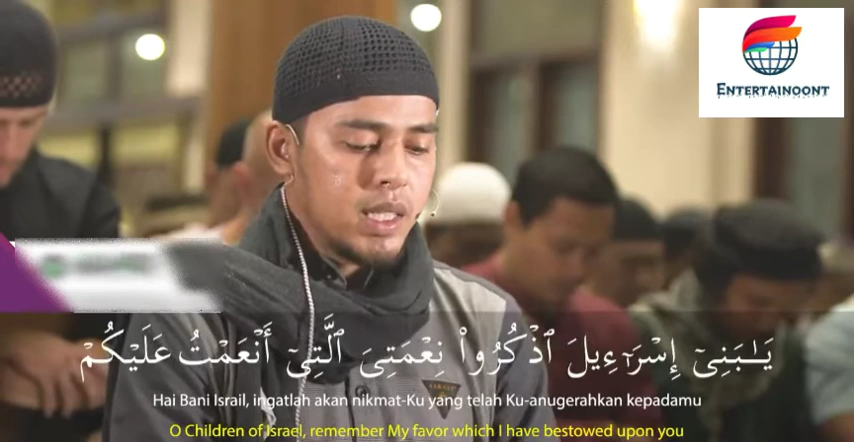 ENTERTAINOONT
يَـٰبَنِىٓ إِسْرَٰٓءِيلَ ٱذْكُرُوا۟ نِعْمَتِىَ ٱلَّتِىٓ أَنْعَمْتُ عَلَيْكُمْ
Hai Bani Israil, ingatlah akan nikmat-Ku yang telah Ku-anugerahkan kepadamu
O Children of Israel, remember My favor which I have bestowed upon you